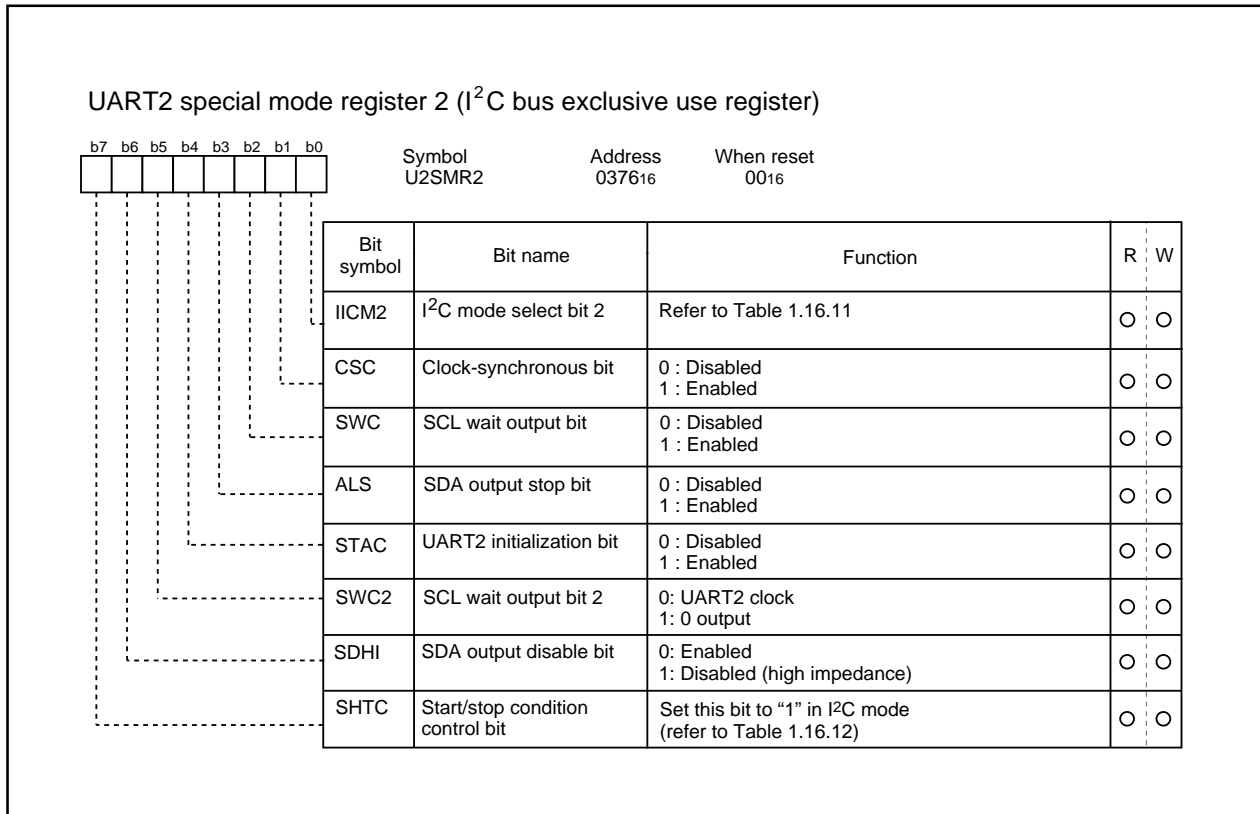 UART2 special mode register 2 (I2C bus exclusive use register)
b7 b6 b5 b4 b3 b2 b1 b0
Symbol Address When reset
U2SMR2 037616 0016
Bit symbol Bit name Function R W
IICM2 I2C mode select bit 2 Refer to Table 1.16.11 O O
CSC Clock-synchronous bit 0 : Disabled
1 : Enabled O O
SWC SCL wait output bit 0 : Disabled
1 : Enabled O O
ALS SDA output stop bit 0 : Disabled
1 : Enabled O O
STAC UART2 initialization bit 0 : Disabled
1 : Enabled O O
SWC2 SCL wait output bit 2 0: UART2 clock
1: 0 output O O
SDHI SDA output disable bit 0: Enabled
1: Disabled (high impedance) O O
SHTC Start/stop condition control bit Set this bit to “1” in I2C mode
(refer to Table 1.16.12) O O